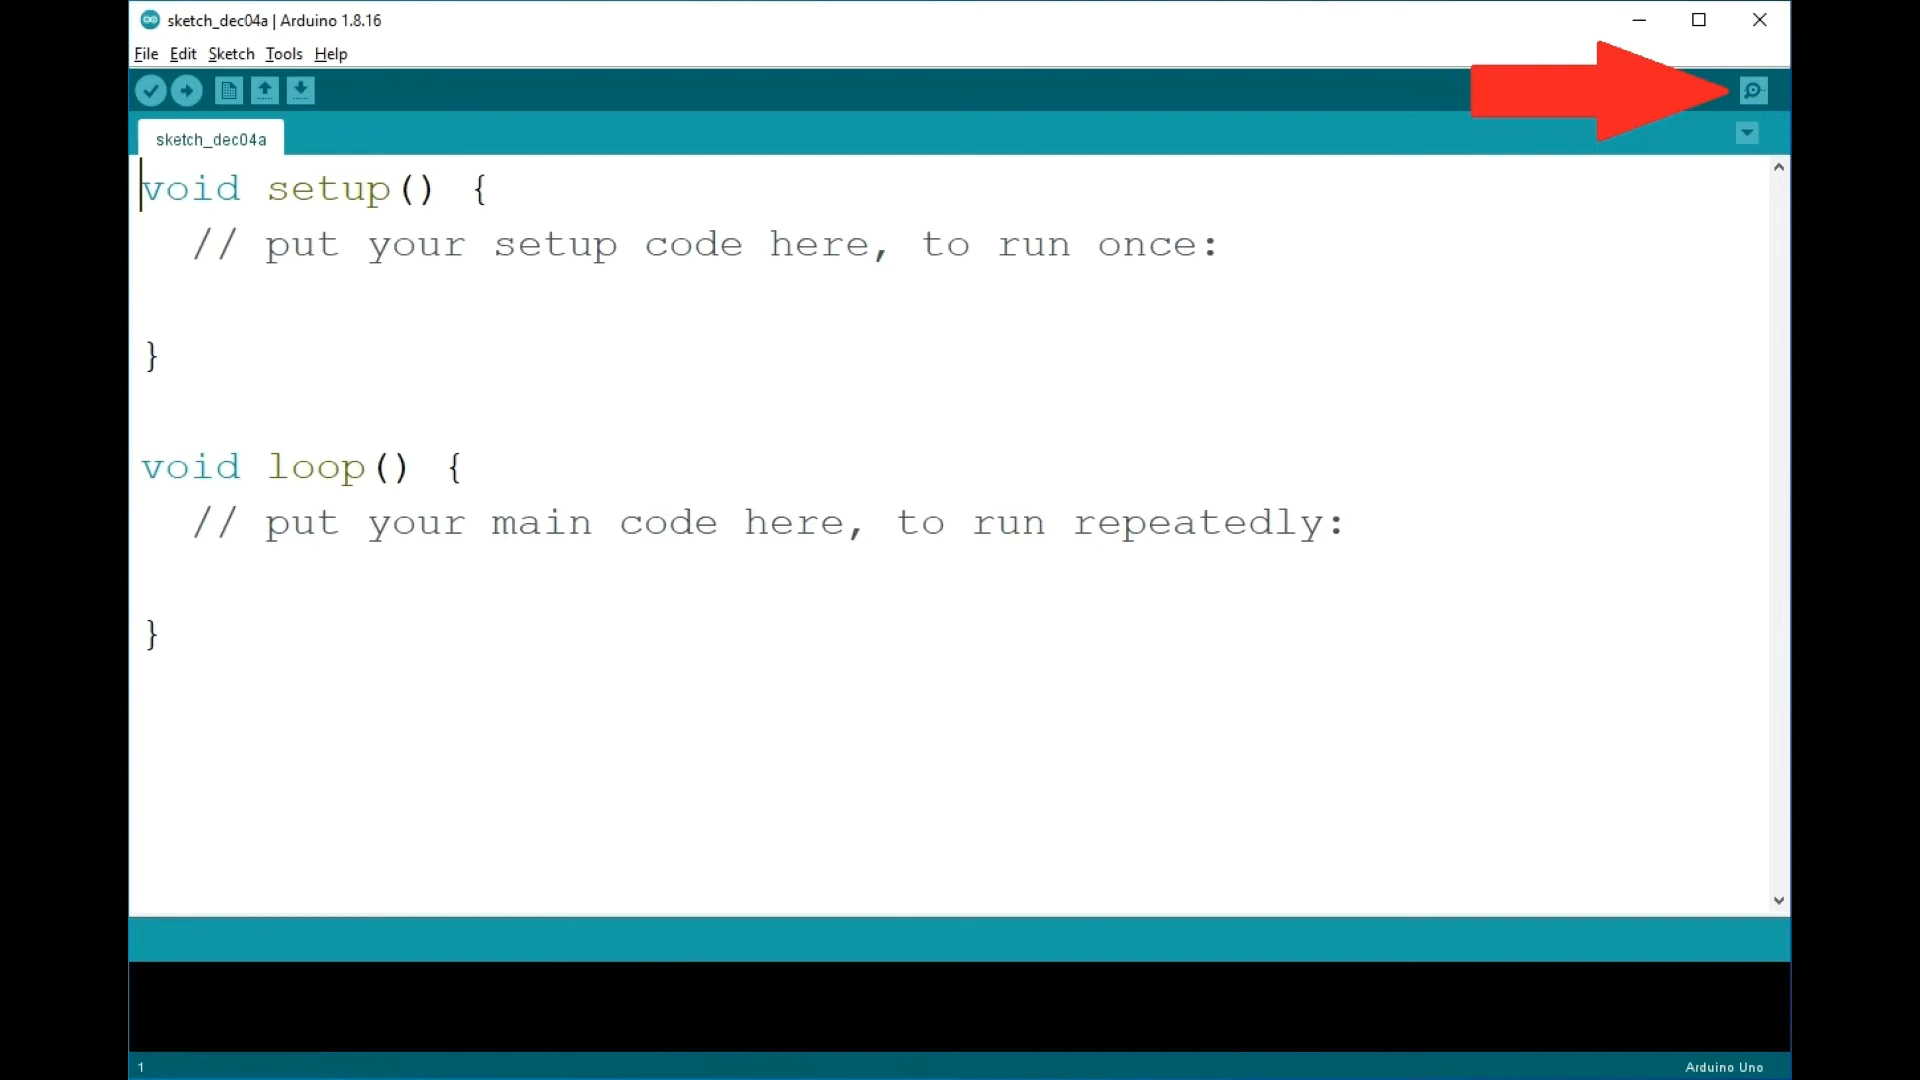 sketch_dec04a | Arduino 1.8.16
File Edit Sketch Tools Help
sketch_dec04a
void setup() {
  // put your setup code here, to run once:
}
void loop() {
  // put your main code here, to run repeatedly:
}
1
Arduino Uno